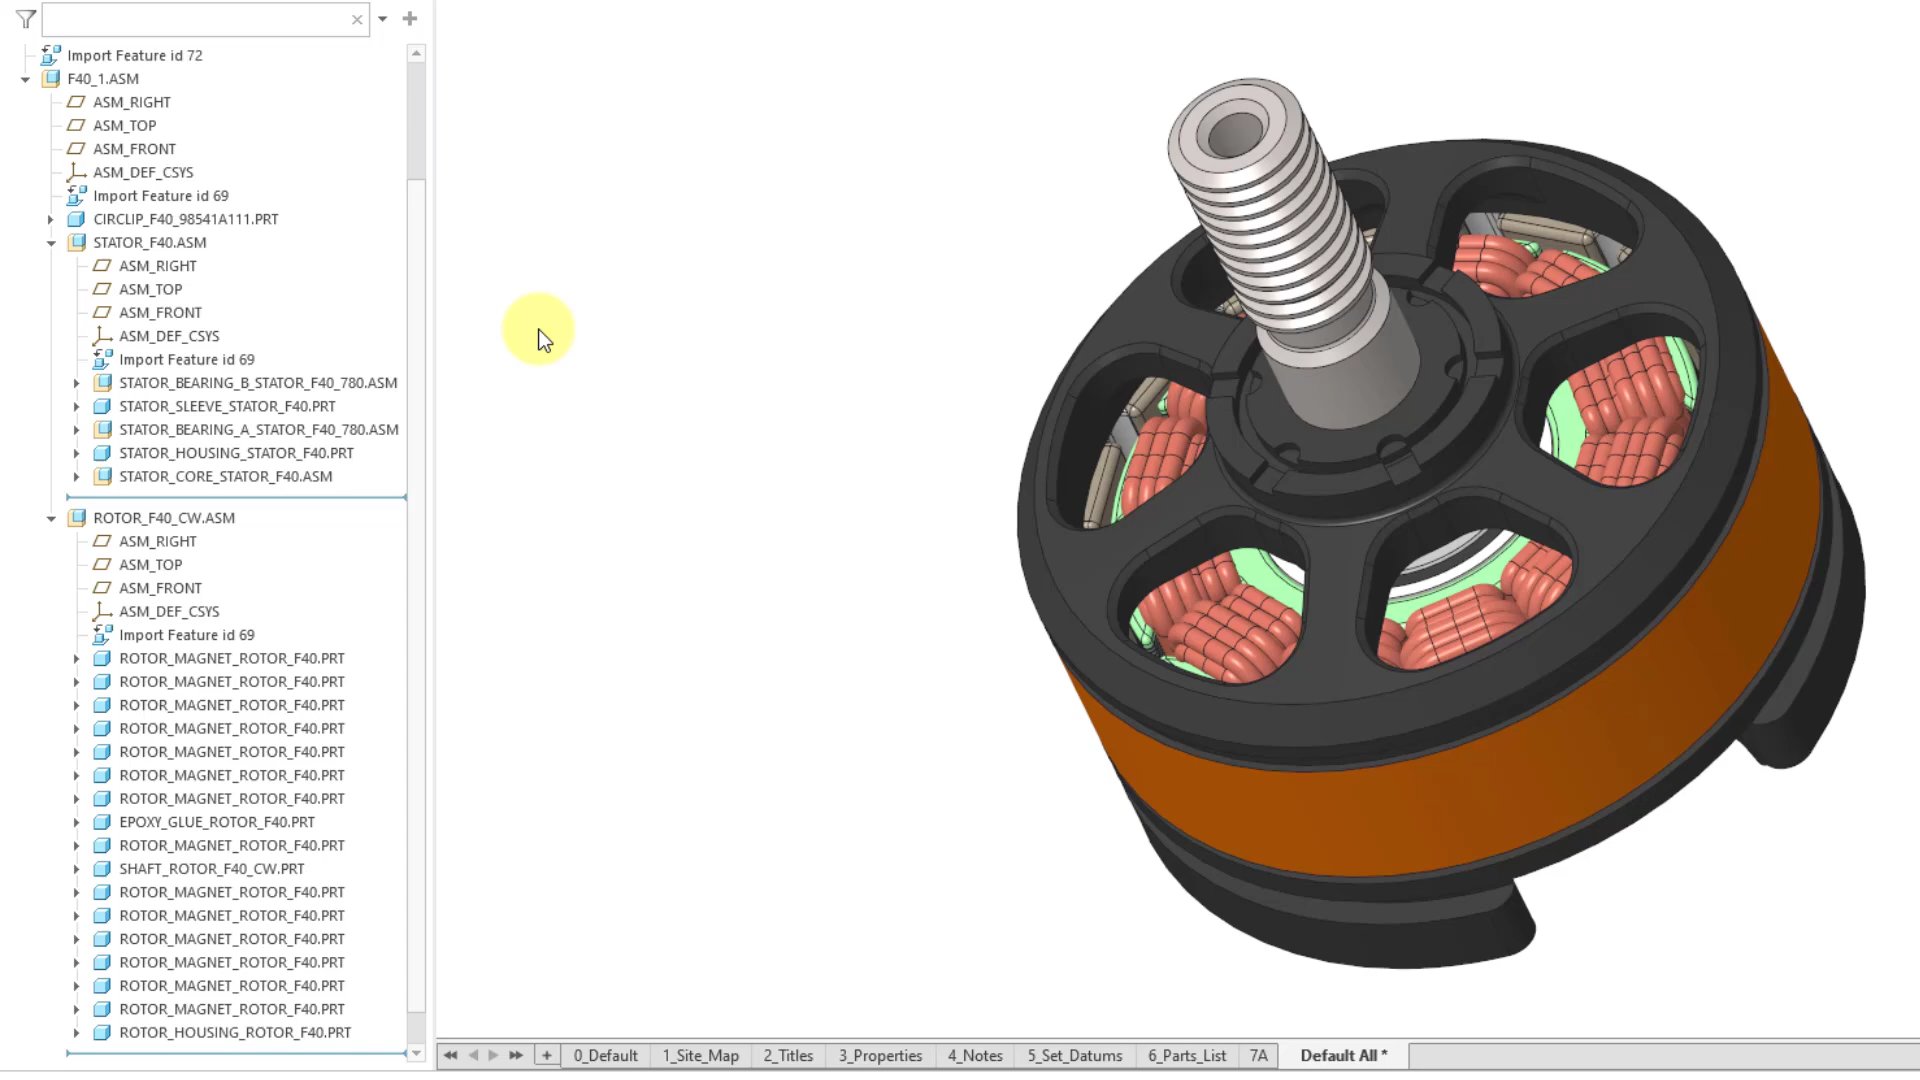 Import Feature id 72
F40_1.ASM
ASM_RIGHT
ASM_TOP
ASM_FRONT
ASM_DEF_CSYS
Import Feature id 69
CIRCLIP_F40_98541A111.PRT
STATOR_F40.ASM
ASM_RIGHT
ASM_TOP
ASM_FRONT
ASM_DEF_CSYS
Import Feature id 69
STATOR_BEARING_B_STATOR_F40_780.ASM
STATOR_SLEEVE_STATOR_F40.PRT
STATOR_BEARING_A_STATOR_F40_780.ASM
STATOR_HOUSING_STATOR_F40.PRT
STATOR_CORE_STATOR_F40.ASM
ROTOR_F40_CW.ASM
ASM_RIGHT
ASM_TOP
ASM_FRONT
ASM_DEF_CSYS
Import Feature id 69
ROTOR_MAGNET_ROTOR_F40.PRT
ROTOR_MAGNET_ROTOR_F40.PRT
ROTOR_MAGNET_ROTOR_F40.PRT
ROTOR_MAGNET_ROTOR_F40.PRT
ROTOR_MAGNET_ROTOR_F40.PRT
ROTOR_MAGNET_ROTOR_F40.PRT
ROTOR_MAGNET_ROTOR_F40.PRT
EPOXY_GLUE_ROTOR_F40.PRT
ROTOR_MAGNET_ROTOR_F40.PRT
SHAFT_ROTOR_F40_CW.PRT
ROTOR_MAGNET_ROTOR_F40.PRT
ROTOR_MAGNET_ROTOR_F40.PRT
ROTOR_MAGNET_ROTOR_F40.PRT
ROTOR_MAGNET_ROTOR_F40.PRT
ROTOR_MAGNET_ROTOR_F40.PRT
ROTOR_MAGNET_ROTOR_F40.PRT
ROTOR_HOUSING_ROTOR_F40.PRT
0_Default 1_Site_Map 2_Titles 3_Properties 4_Notes 5_Set_Datums 6_Parts_List 7A Default All *